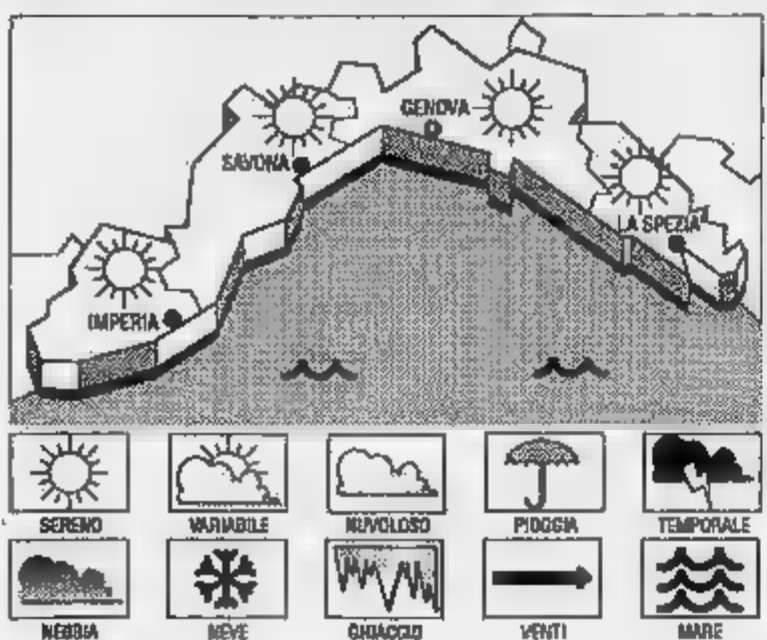 GENOVA
SAVONA
LA SPEZIA
IMPERIA
SERENO
VARIABILE
NUVOLOSO
PIOGGIA
TEMPORALE
NEBBIA
NEVE
GHIACCIO
VENTI
MARE